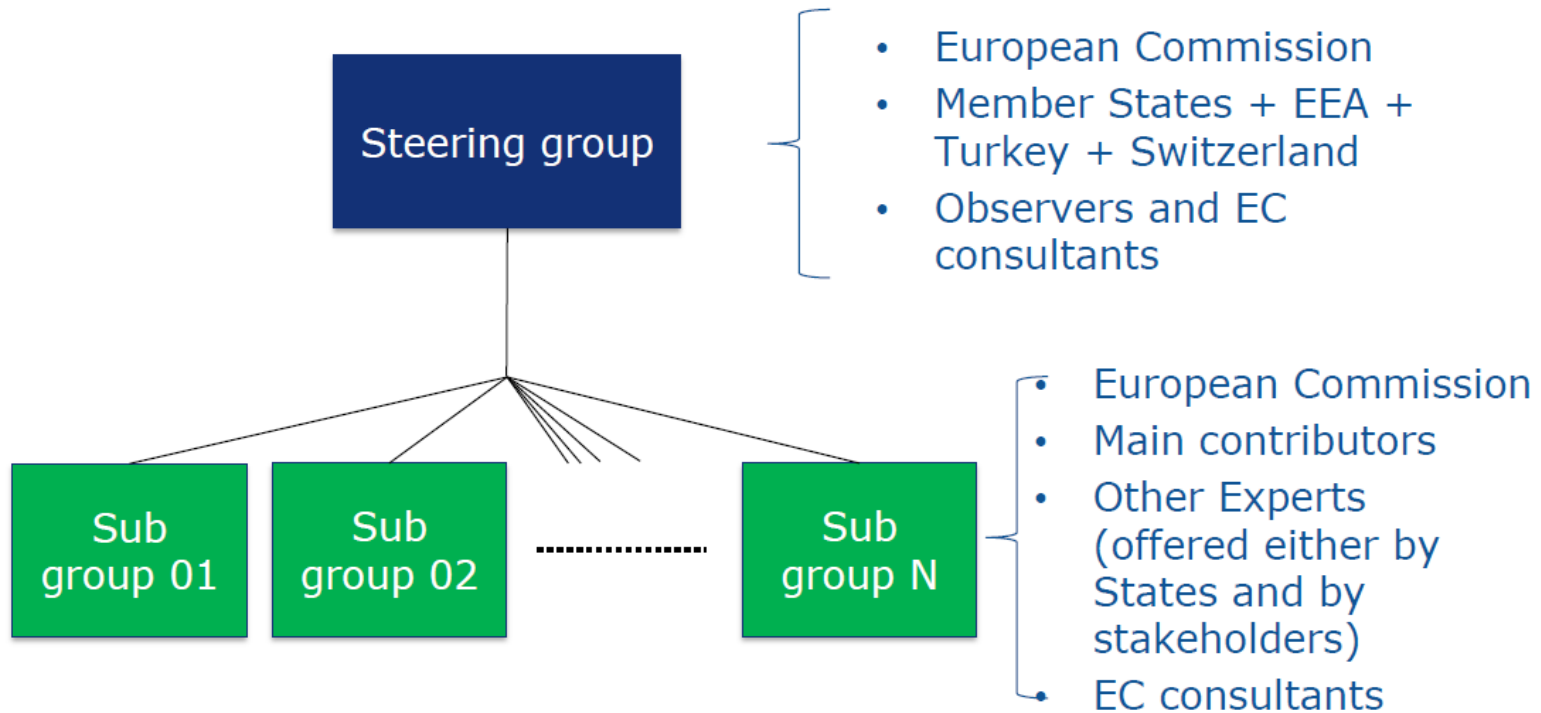 Steering group
• European Commission
• Member States + EEA +
Turkey + Switzerland
• Observers and EC
consultants
Sub
group 01
Sub
group 02
Sub
group N
• European Commission
• Main contributors
• Other Experts
(offered either by
States and by
stakeholders)
• EC consultants